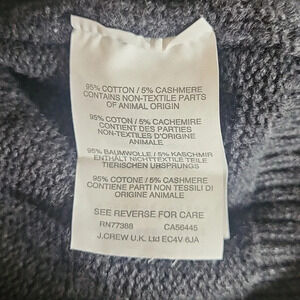 95% COTTON / 5% CASHMERE
CONTAINS NON-TEXTILE PARTS
OF ANIMAL ORIGIN
95% COTON / 5% CACHEMIRE
CONTIENT DES PARTIES
NON-TEXTILES D'ORIGINE
ANIMALE
95% BAUMWOLLE / 5% KASCHMIR
ENTHÄLT NICHTTEXTILE TEILE
TIERISCHEN URSPRUNGS
95% COTONE / 5% CASHMERE
CONTIENE PARTI NON TESSILI DI
ORIGINE ANIMALE
SEE REVERSE FOR CARE
RN77388 CA56445
J.CREW U.K. Ltd EC4V 6JA